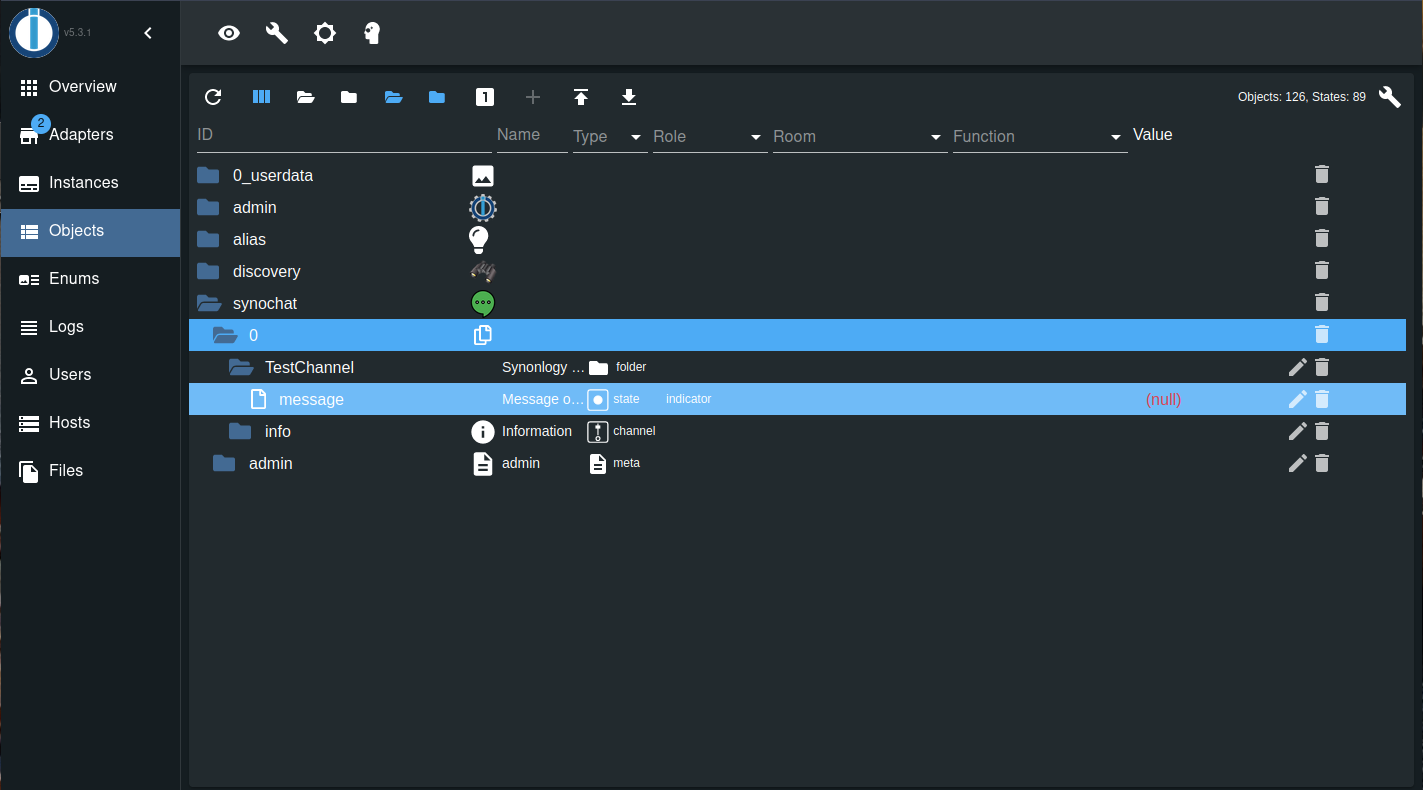 v5.3.1
Overview
2
Adapters
Instances
Objects
Enums
Logs
Users
Hosts
Files
1
Objects: 126, States: 89
ID Name Type Role Room Function Value
0_userdata
admin
alias
discovery
synochat
0
TestChannel Synonlogy ... folder
message Message o... state indicator (null)
info Information channel
admin admin meta